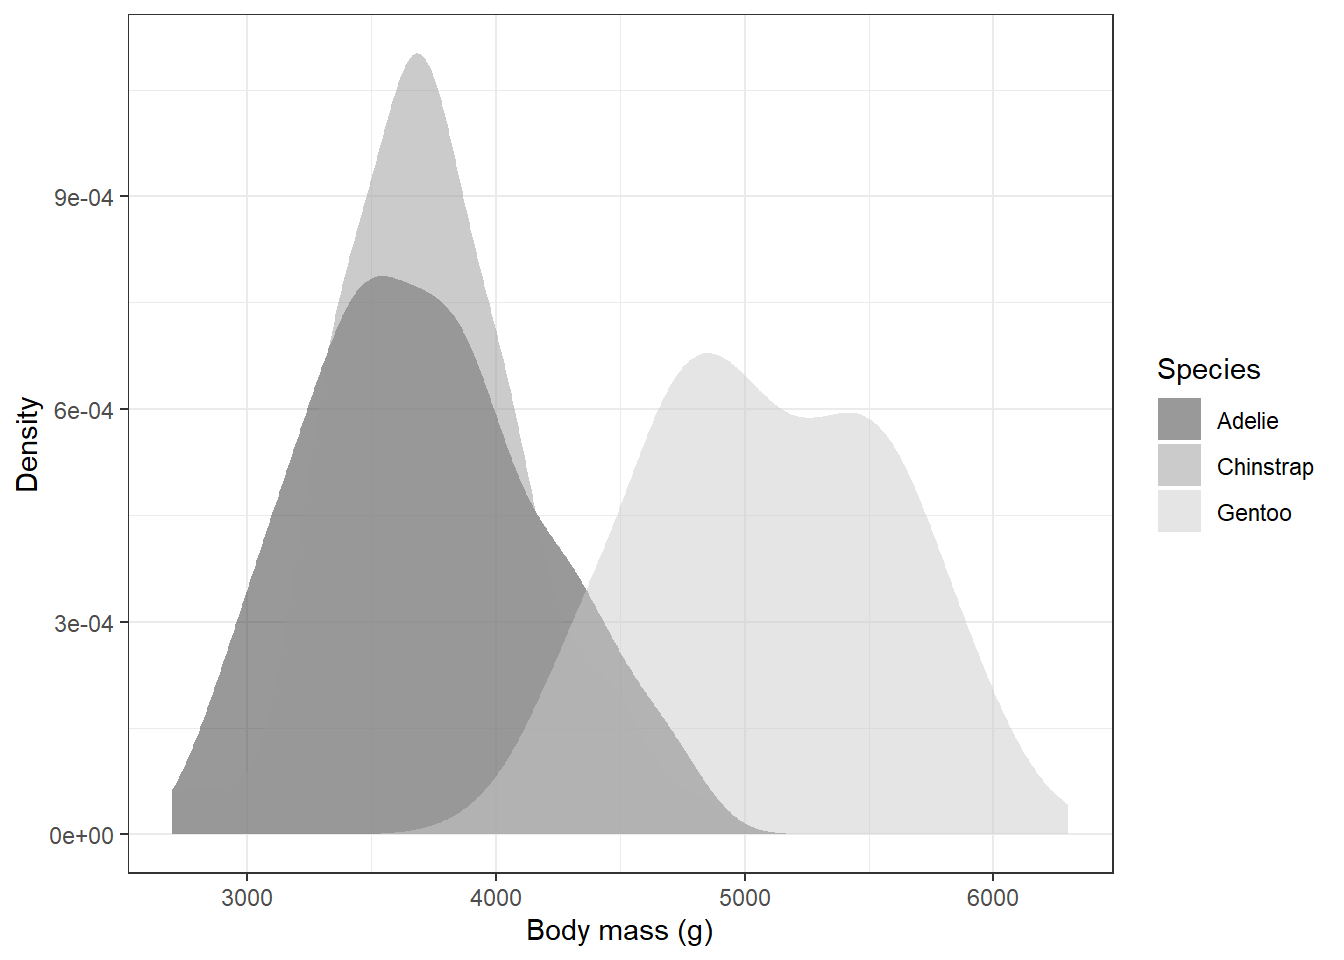 9e-04
6e-04
3e-04
0e+00
Density
3000 4000 5000 6000
Body mass (g)
Species
Adelie
Chinstrap
Gentoo